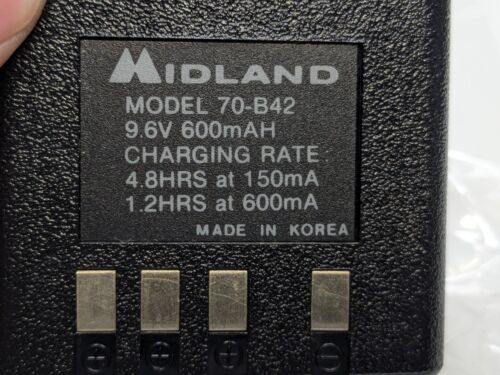 MIDLAND
MODEL 70-B42
9.6V 600mAH
CHARGING RATE:
4.8HRS at 150mA
1.2HRS at 600mA
MADE IN KOREA